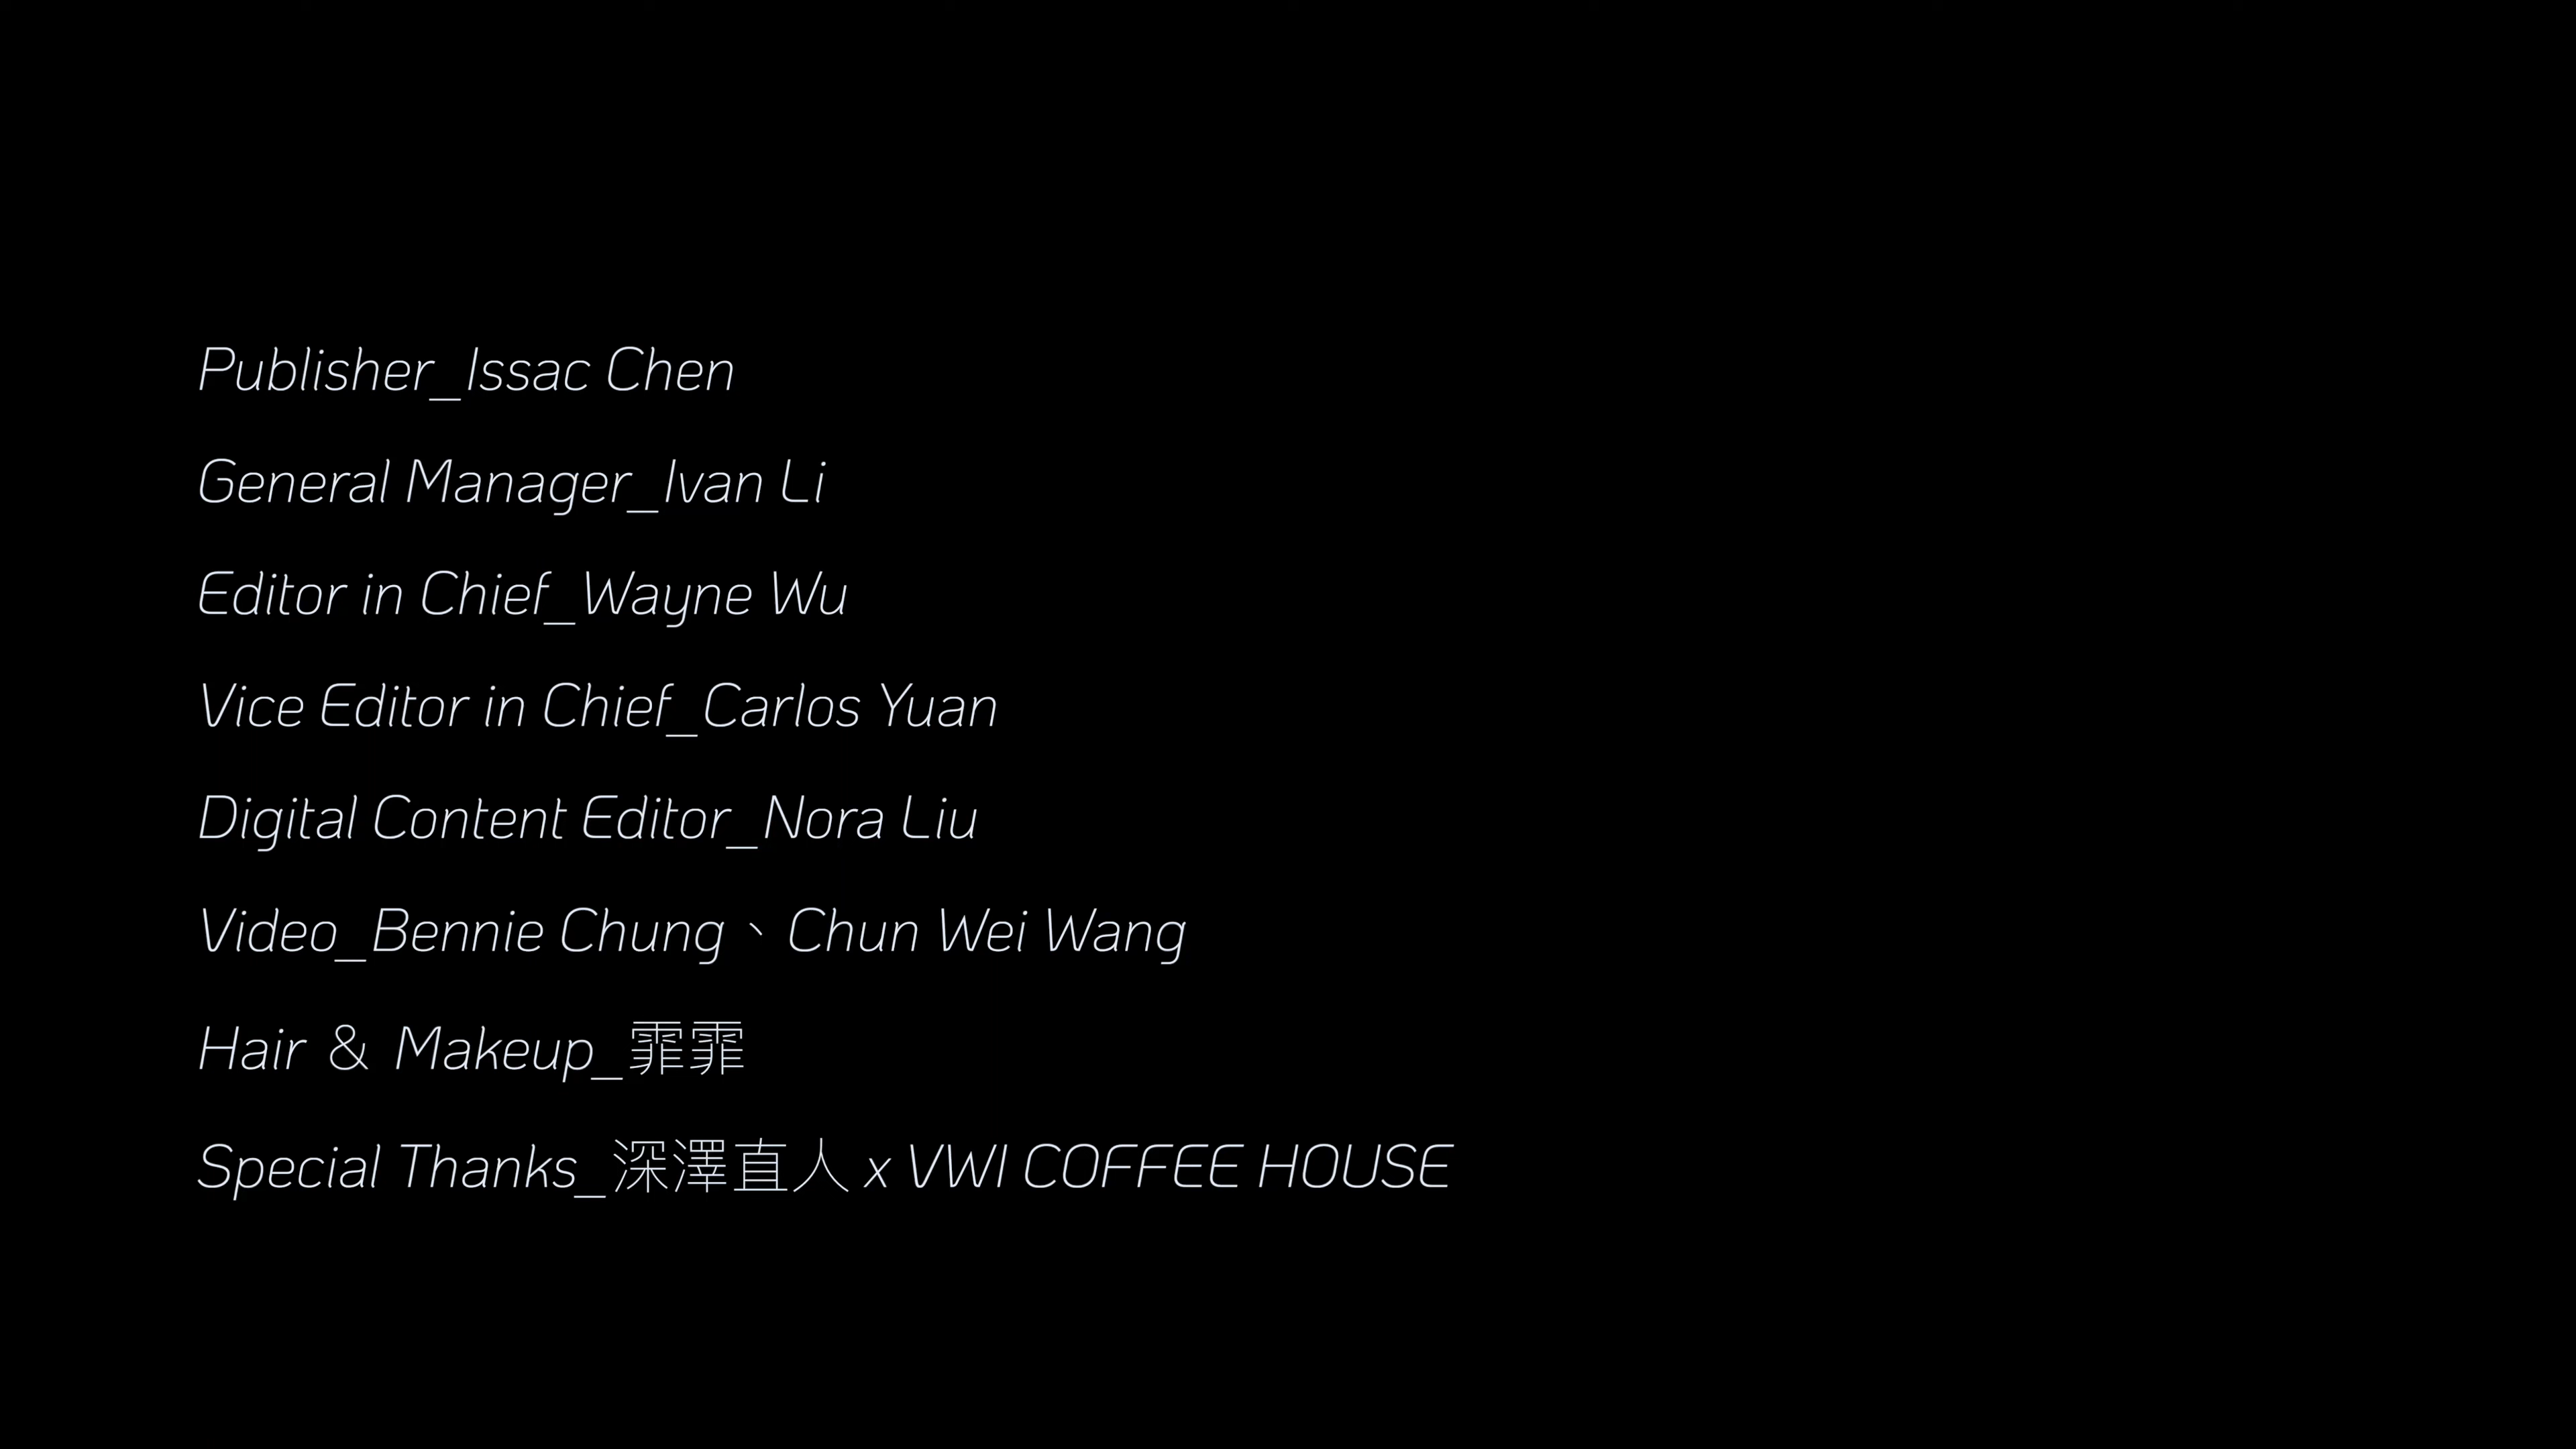 Publisher_Issac Chen
General Manager_Ivan Li
Editor in Chief_Wayne Wu
Vice Editor in Chief_Carlos Yuan
Digital Content Editor_Nora Liu
Video_Bennie Chung、Chun Wei Wang
Hair & Makeup_霏霏
Special Thanks_深澤直人 x VWI COFFEE HOUSE